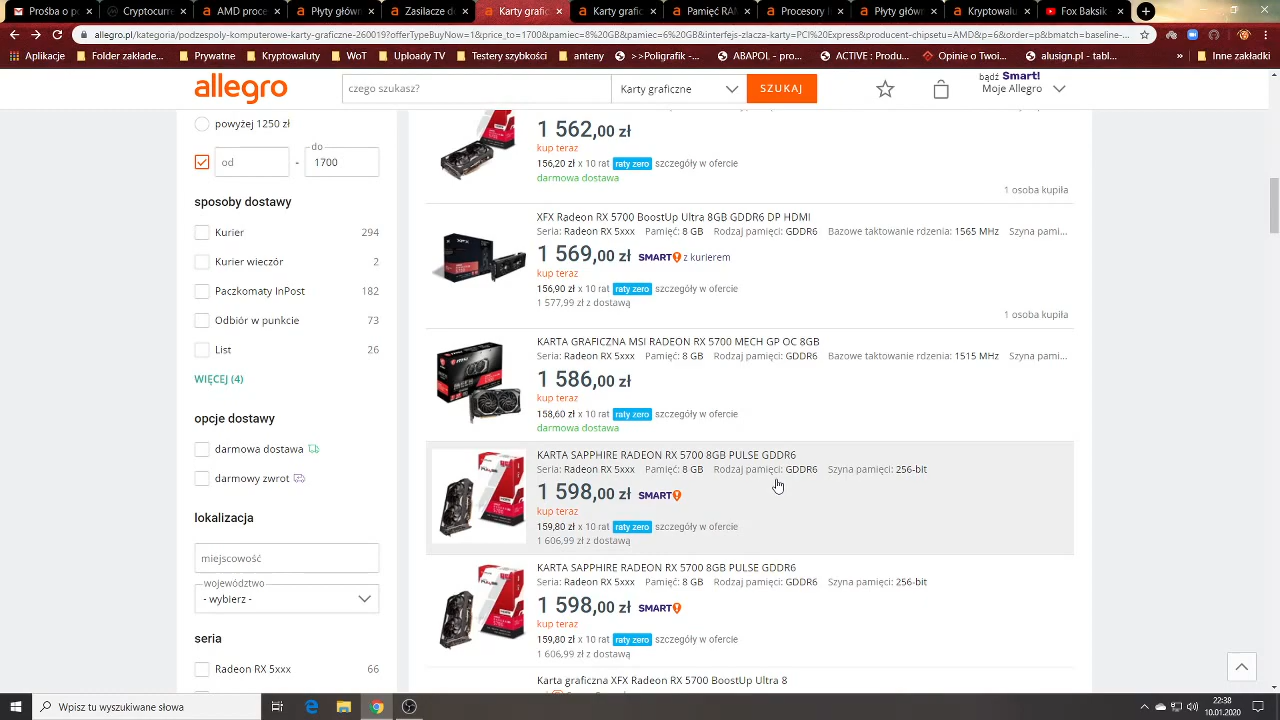 Prośba o p
Cryptocurre
AMD proce
Płyty główn
Zasilacze d
Karty grafic
Karty grafic
Pamięć RAM
Procesory I
Płyty główn
Kryptowalu
Fox Baksik
allegro.pl/kategoria/podzespoly-komputerowe-karty-graficzne-260019?offerTypeBuyNow=1&price_to=1700&pamiec=8%20GB&pamiec=6%20GB&innterfejs-zlacza-karty=PCI%20Express&producent-chipsetu=AMD&p=6&order=p&bmatch=baseline-...
Aplikacje
Folder zakładek...
Prywatne
Kryptowaluty
WoT
Uploady TV
Testery szybkości
anteny
>>Poligrafik - ...
ABAPOL - pro...
ACTIVE : Produ...
Opinie o Twoi...
alusign.pl - tabl...
»
Inne zakładki
allegro
czego szukasz?
Karty graficzne
SZUKAJ
bądź Smart!
Moje Allegro
powyżej 1250 zł
od
-
do
1700
sposoby dostawy
Kurier 294
Kurier wieczór 2
Paczkomaty InPost 182
Odbiór w punkcie 73
List 26
WIĘCEJ (4)
opcje dostawy
darmowa dostawa
darmowy zwrot
lokalizacja
miejscowość
województwo
- wybierz -
seria
Radeon RX 5xxx 66
1 562,00 zł
kup teraz
156,20 zł x 10 rat raty zero szczegóły w ofercie
darmowa dostawa
1 osoba kupiła
XFX Radeon RX 5700 BoostUp Ultra 8GB GDDR6 DP HDMI
Seria: Radeon RX 5xxx Pamięć: 8 GB Rodzaj pamięci: GDDR6 Bazowe taktowanie rdzenia: 1565 MHz Szyna pami...
1 569,00 zł SMART! z kurierem
kup teraz
156,90 zł x 10 rat raty zero szczegóły w ofercie
1 577,99 zł z dostawą
1 osoba kupiła
KARTA GRAFICZNA MSI RADEON RX 5700 MECH GP OC 8GB
Seria: Radeon RX 5xxx Pamięć: 8 GB Rodzaj pamięci: GDDR6 Bazowe taktowanie rdzenia: 1515 MHz Szyna pami...
1 586,00 zł
kup teraz
158,60 zł x 10 rat raty zero szczegóły w ofercie
darmowa dostawa
KARTA SAPPHIRE RADEON RX 5700 8GB PULSE GDDR6
Seria: Radeon RX 5xxx Pamięć: 8 GB Rodzaj pamięci: GDDR6 Szyna pamięci: 256-bit
1 598,00 zł SMART!
kup teraz
159,80 zł x 10 rat raty zero szczegóły w ofercie
1 606,99 zł z dostawą
KARTA SAPPHIRE RADEON RX 5700 8GB PULSE GDDR6
Seria: Radeon RX 5xxx Pamięć: 8 GB Rodzaj pamięci: GDDR6 Szyna pamięci: 256-bit
1 598,00 zł SMART!
kup teraz
159,80 zł x 10 rat raty zero szczegóły w ofercie
1 606,99 zł z dostawą
Karta graficzna XFX Radeon RX 5700 BoostUp Ultra 8
Wpisz tu wyszukiwane słowa
22:38
10.01.2020